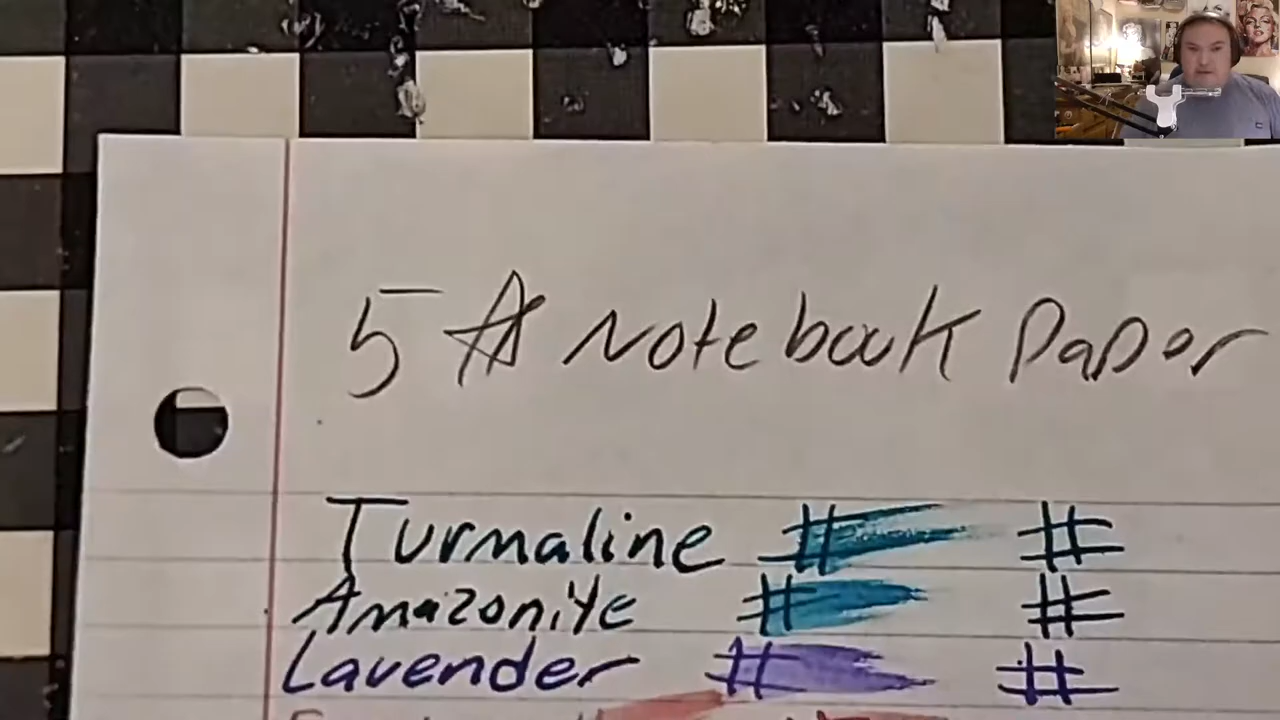 5 ☆ Notebook Paper
Turmaline # #
Amazonite # #
Lavender # #